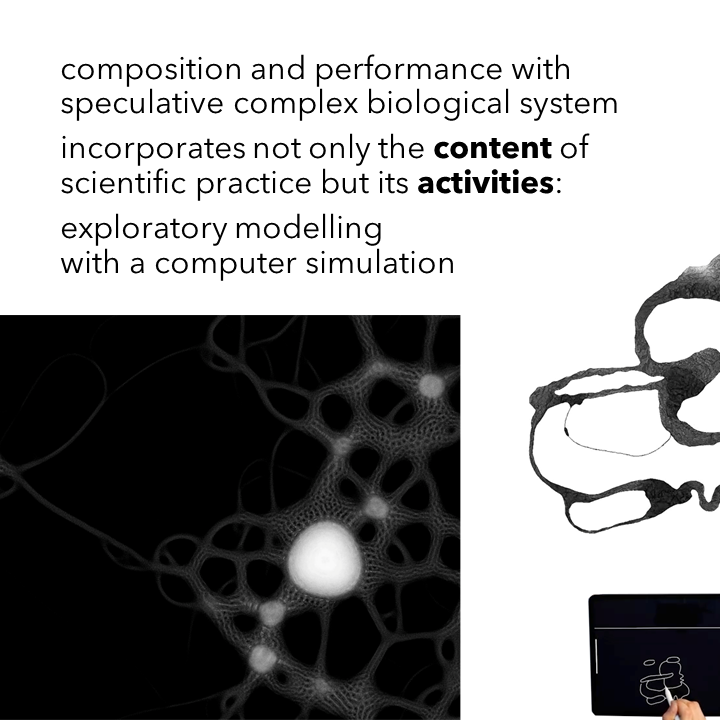 composition and performance with
speculative complex biological system
incorporates not only the content of
scientific practice but its activities:
exploratory modelling
with a computer simulation